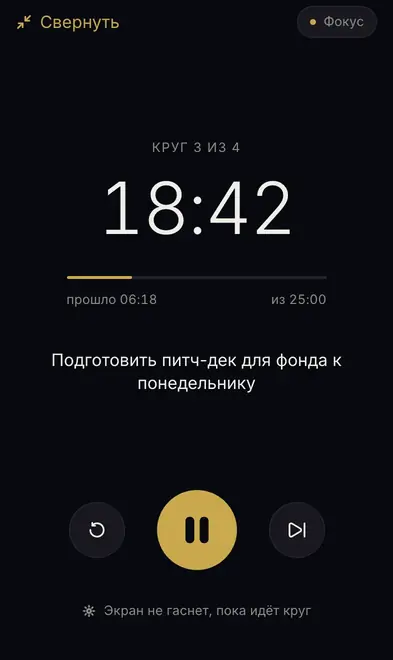 Свернуть
Фокус
КРУГ 3 ИЗ 4
18:42
прошло 06:18
из 25:00
Подготовить питч-дек для фонда к
понедельнику
Экран не гаснет, пока идёт круг